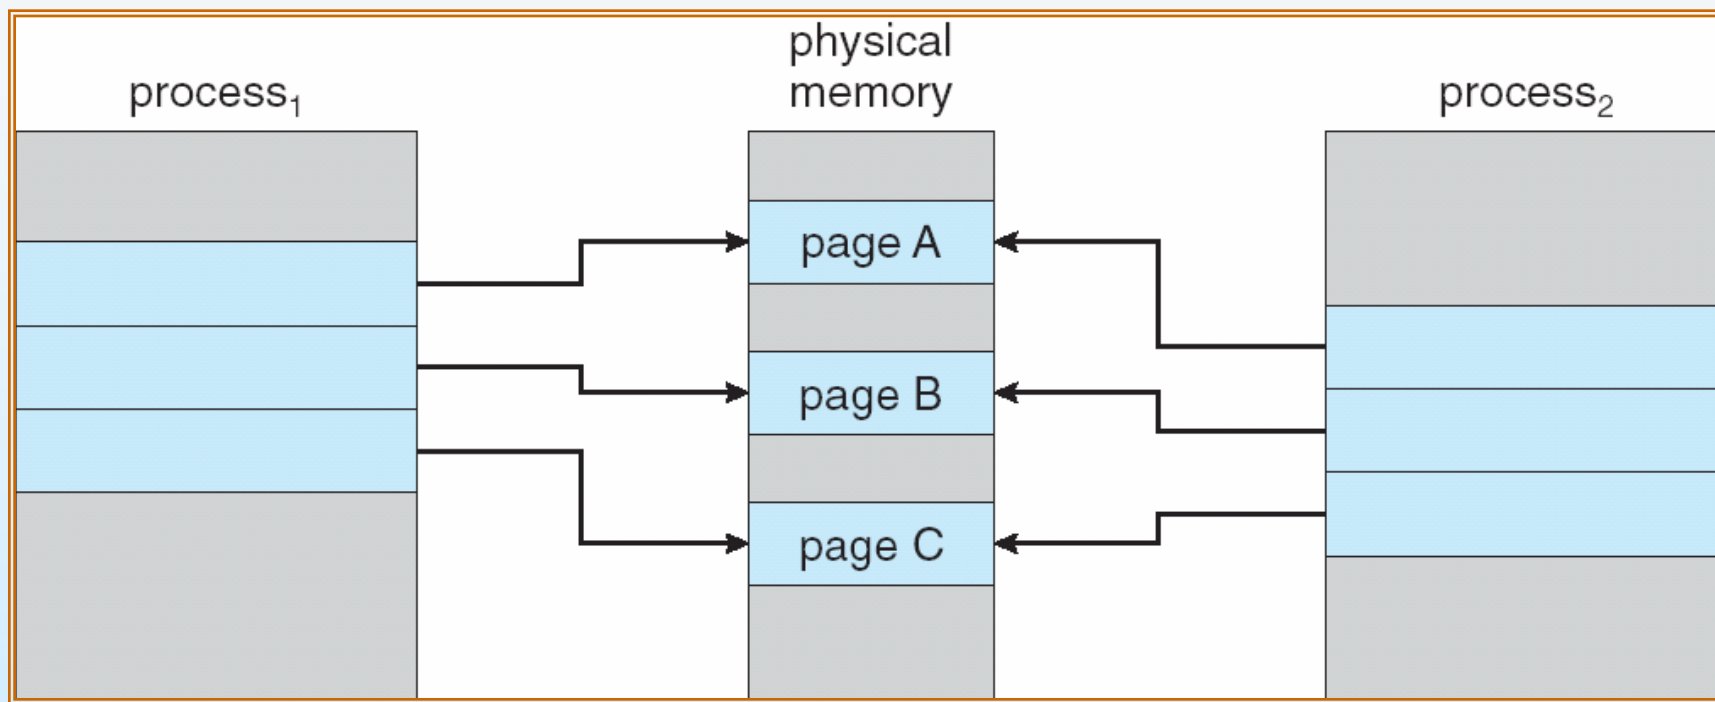 physical
memory
process₁
process₂
page A
page B
page C